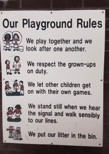 Our Playground Rules
We play together and we
look after one another.
We respect the grown-ups
on duty.
We let other children get
on with their own games.
We stand still when we hear
the signal and walk sensibly
to our lines.
We put our litter in the bin.